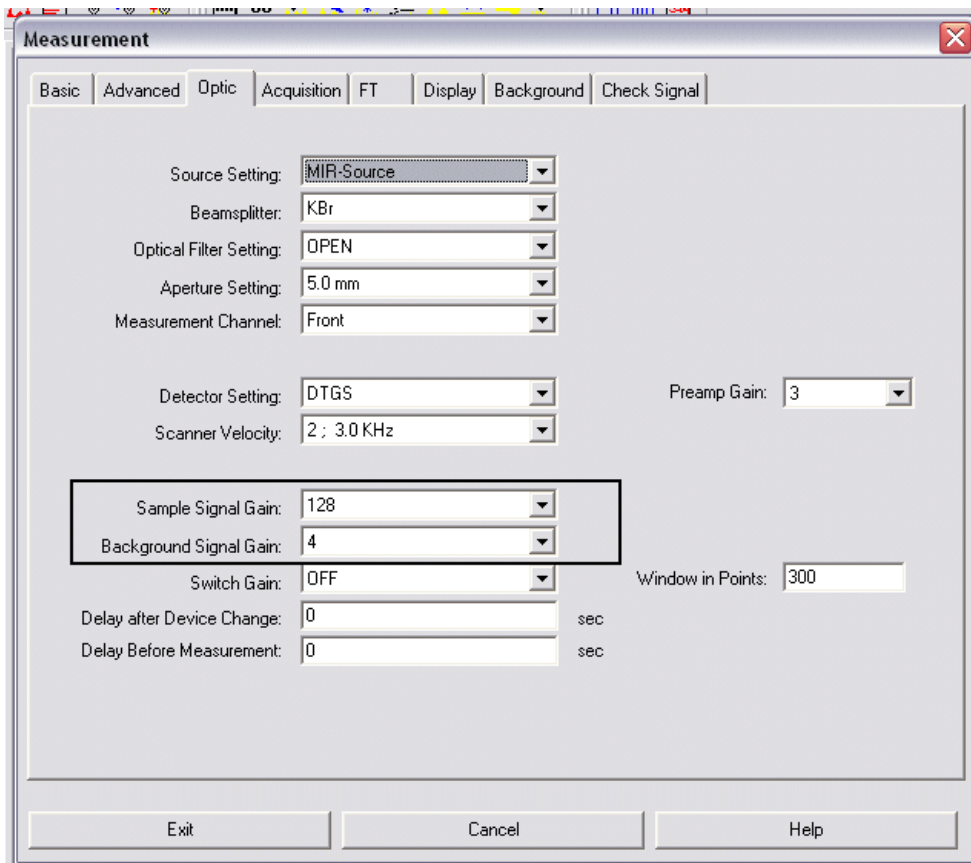 Measurement
Basic Advanced Optic Acquisition FT Display Background Check Signal
Source Setting: MIR-Source
Beamsplitter: KBr
Optical Filter Setting: OPEN
Aperture Setting: 5.0 mm
Measurement Channel: Front
Detector Setting: DTGS Preamp Gain: 3
Scanner Velocity: 2 ; 3.0 KHz
Sample Signal Gain: 128
Background Signal Gain: 4
Switch Gain: OFF Window in Points: 300
Delay after Device Change: 0 sec
Delay Before Measurement: 0 sec
Exit Cancel Help